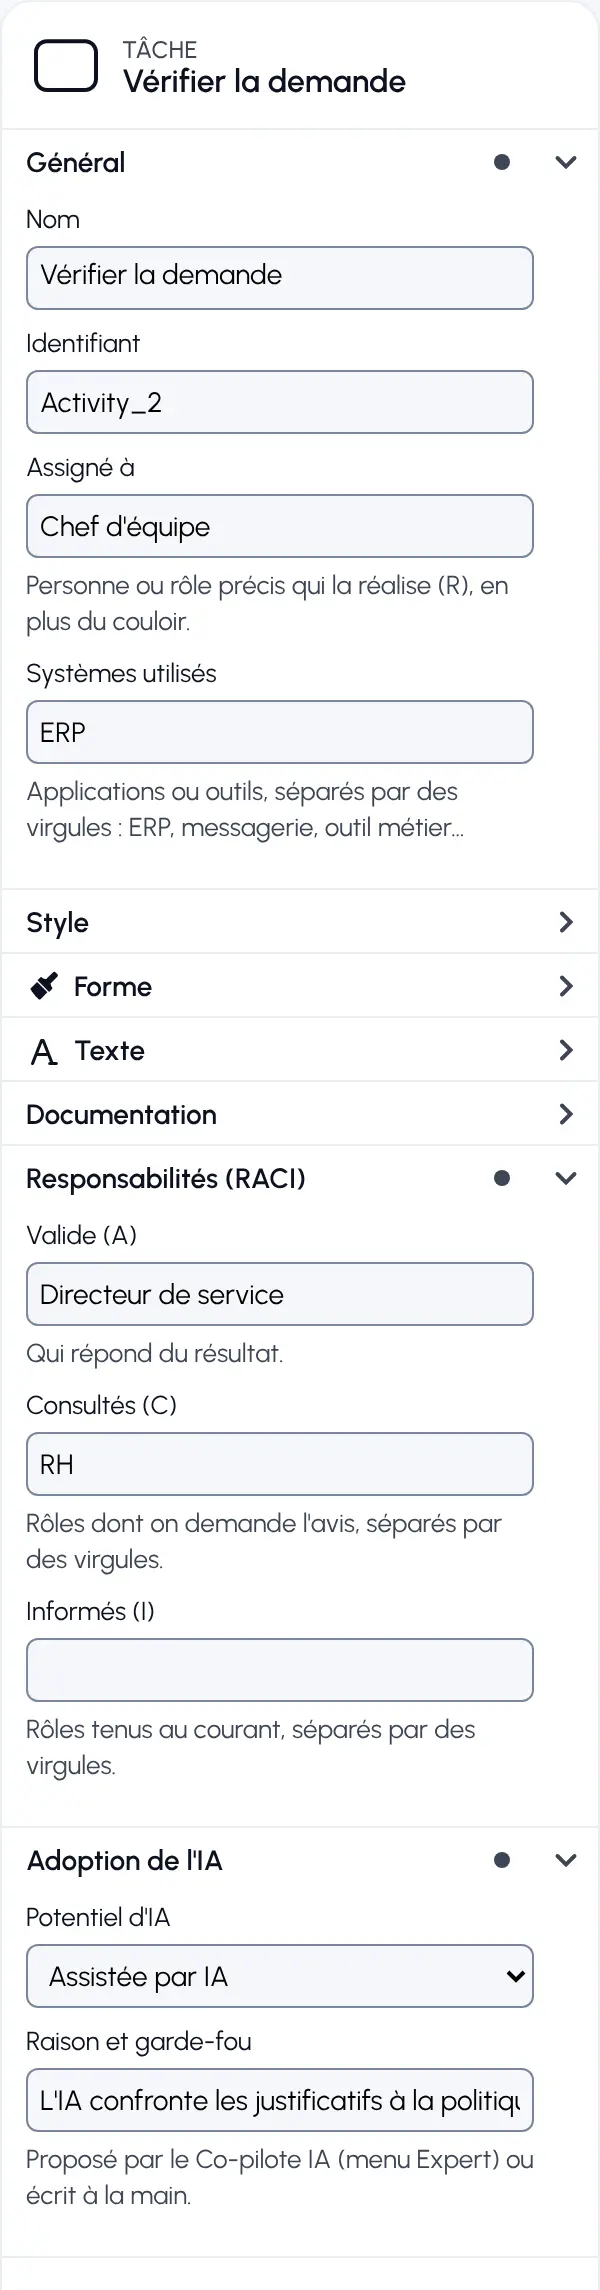 TÂCHE
Vérifier la demande
Général
Nom
Vérifier la demande
Identifiant
Activity_2
Assigné à
Chef d'équipe
Personne ou rôle précis qui la réalise (R), en
plus du couloir.
Systèmes utilisés
ERP
Applications ou outils, séparés par des
virgules : ERP, messagerie, outil métier...
Style
Forme
Texte
Documentation
Responsabilités (RACI)
Valide (A)
Directeur de service
Qui répond du résultat.
Consultés (C)
RH
Rôles dont on demande l'avis, séparés par
des virgules.
Informés (I)
Rôles tenus au courant, séparés par des
virgules.
Adoption de l'IA
Potentiel d'IA
Assistée par IA
Raison et garde-fou
L'IA confronte les justificatifs à la politiq
Proposé par le Co-pilote IA (menu Expert) ou
écrit à la main.